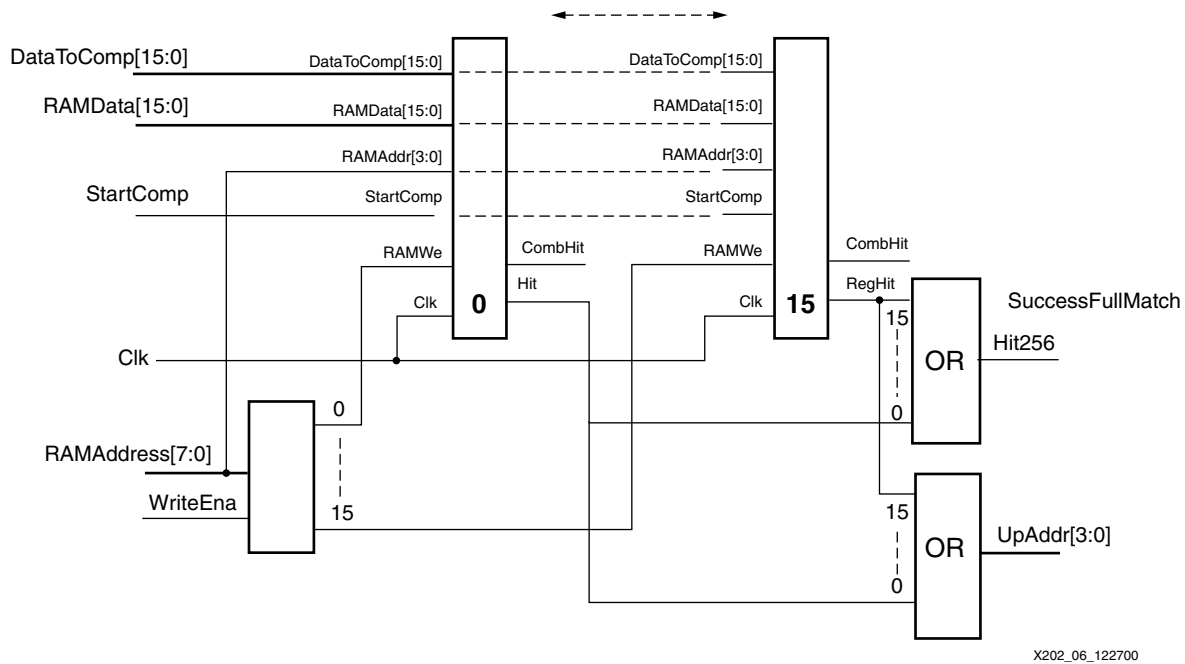 DataToComp[15:0]
DataToComp[15:0]
DataToComp[15:0]
RAMData[15:0]
RAMData[15:0]
RAMData[15:0]
RAMAddr[3:0]
RAMAddr[3:0]
StartComp
StartComp
StartComp
RAMWe
CombHit
RAMWe
CombHit
Hit
RegHit
Clk
0
Clk
15
15
SuccessFullMatch
Hit256
OR
Clk
0
0
RAMAddress[7:0]
WriteEna
15
15
OR
UpAddr[3:0]
0
X202_06_122700